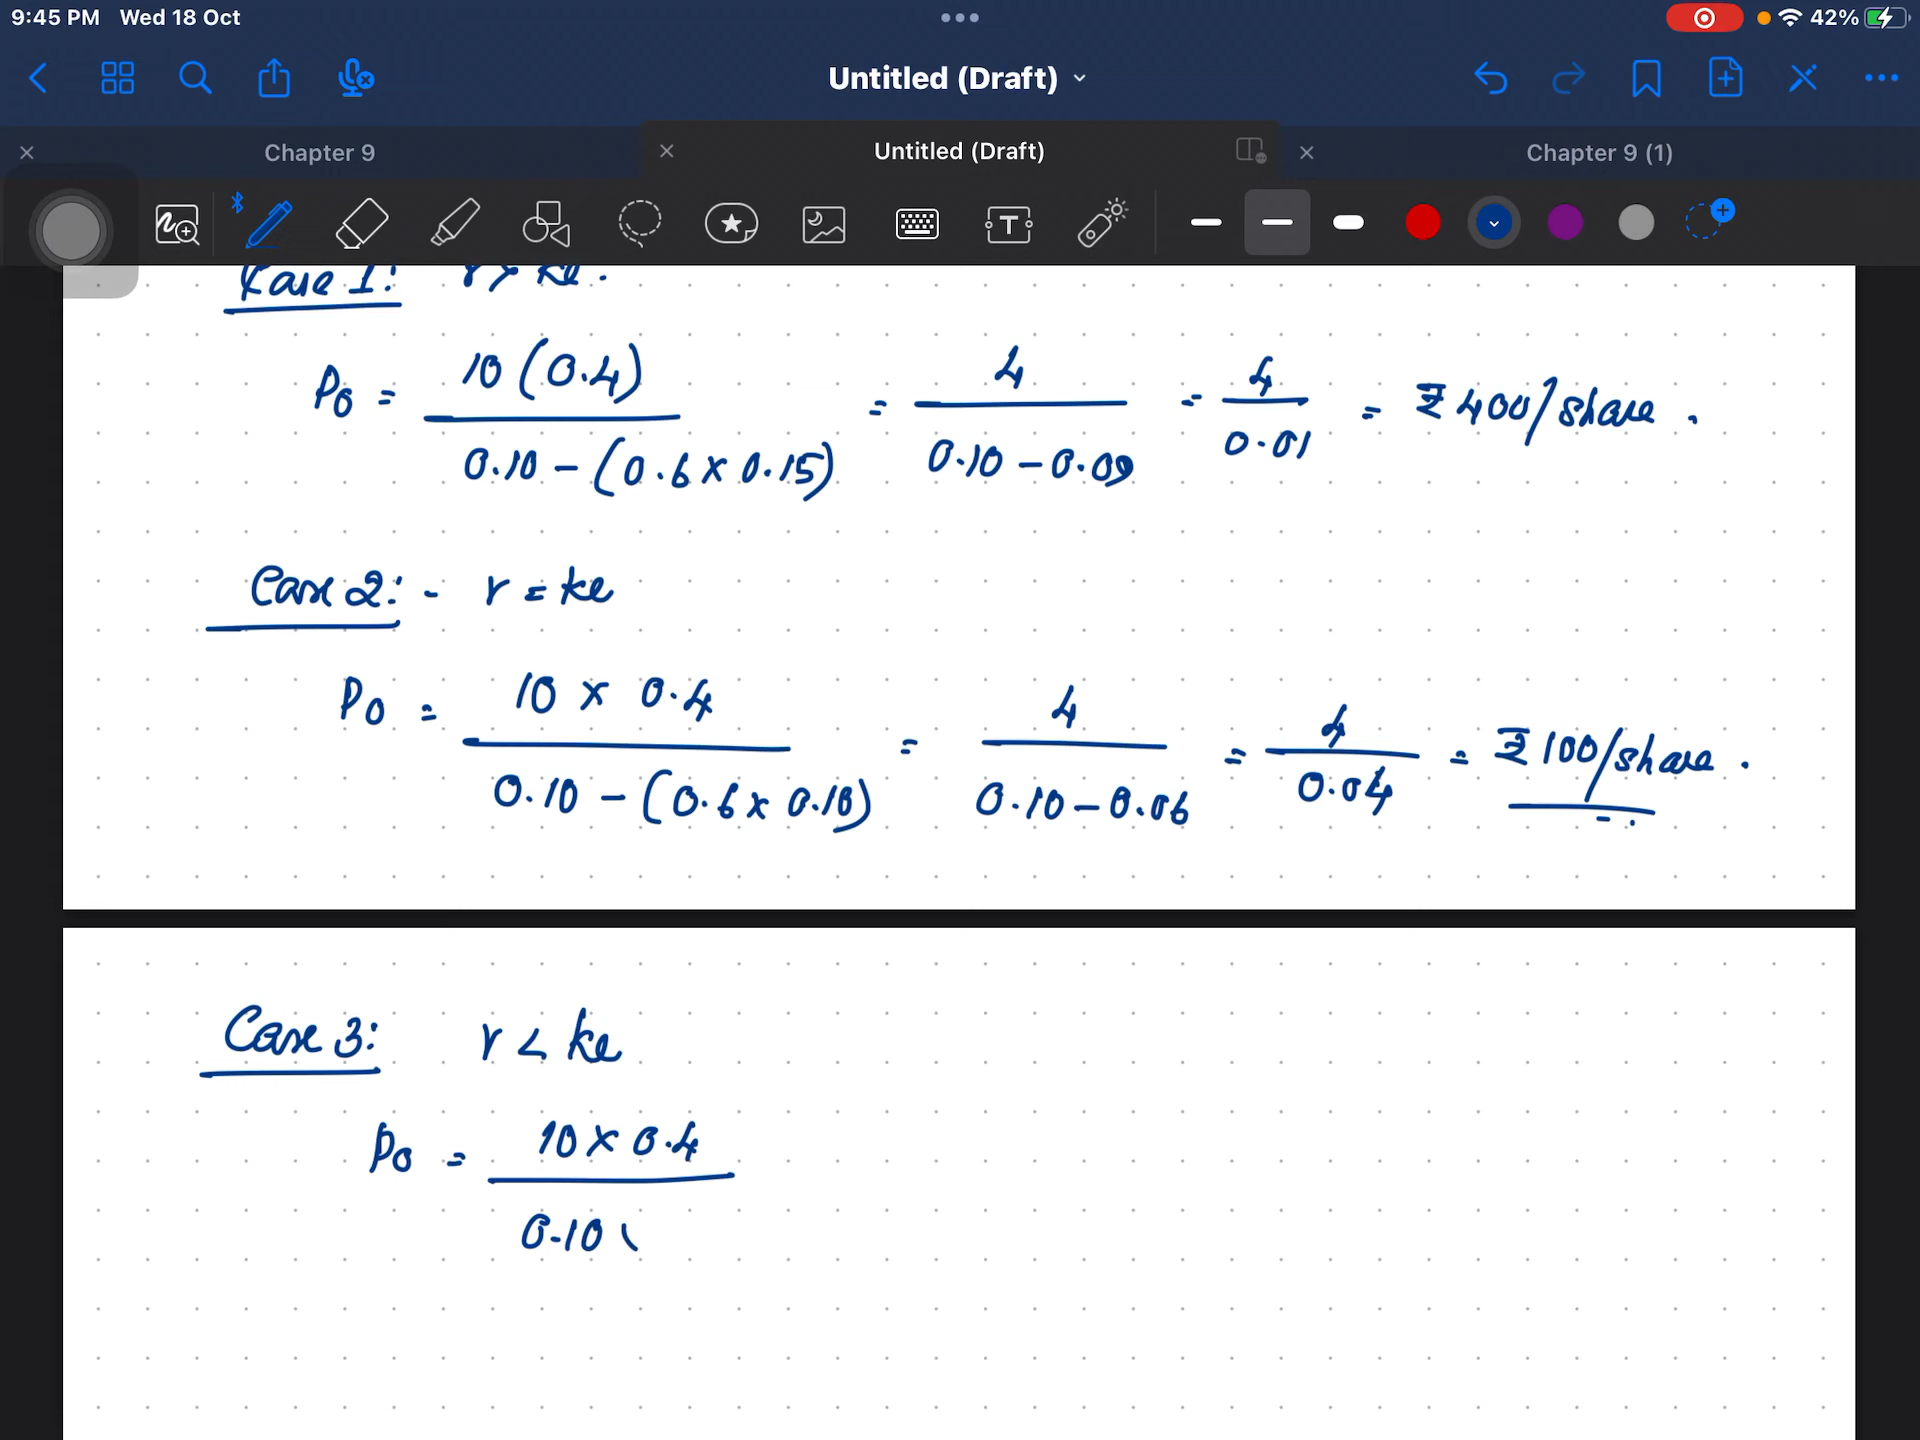 9:45 PM Wed 18 Oct
42%
Untitled (Draft)
Chapter 9
Untitled (Draft)
Chapter 9 (1)
Case 1: r > ke.
P0 = 10 (0.4) / 0.10 - (0.6 x 0.15) = 4 / 0.10 - 0.09 = 4 / 0.01 = ₹ 400/share.
Case 2: - r = ke
P0 = 10 x 0.4 / 0.10 - (0.6 x 0.10) = 4 / 0.10 - 0.06 = 4 / 0.04 = ₹ 100/share.
Case 3: r < ke
P0 = 10 x 0.4 / 0.10 (